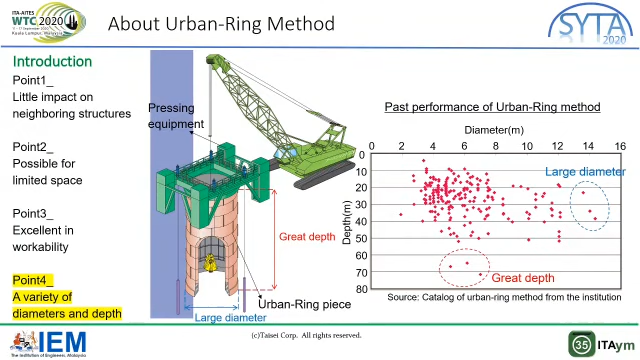 ITA-AITES
WTC 2020
11 - 17 September 2020
Kuala Lumpur, Malaysia
About Urban-Ring Method
SYTA
2020
Introduction
Point1_
Little impact on
neighboring structures
Point2_
Possible for
limited space
Point3_
Excellent in
workability
Point4_
A variety of
diameters and depth
Pressing
equipment
Great depth
Urban-Ring piece
Large diameter
Past performance of Urban-Ring method
Diameter(m)
0 2 4 6 8 10 12 14 16
0
10
20
30
40
50
60
70
80
Depth(m)
Large diameter
Great depth
Source: Catalog of urban-ring method from the institution
IEM
The Institution of Engineers, Malaysia
(c)Taisei Corp. All rights reserved.
35 ITAym